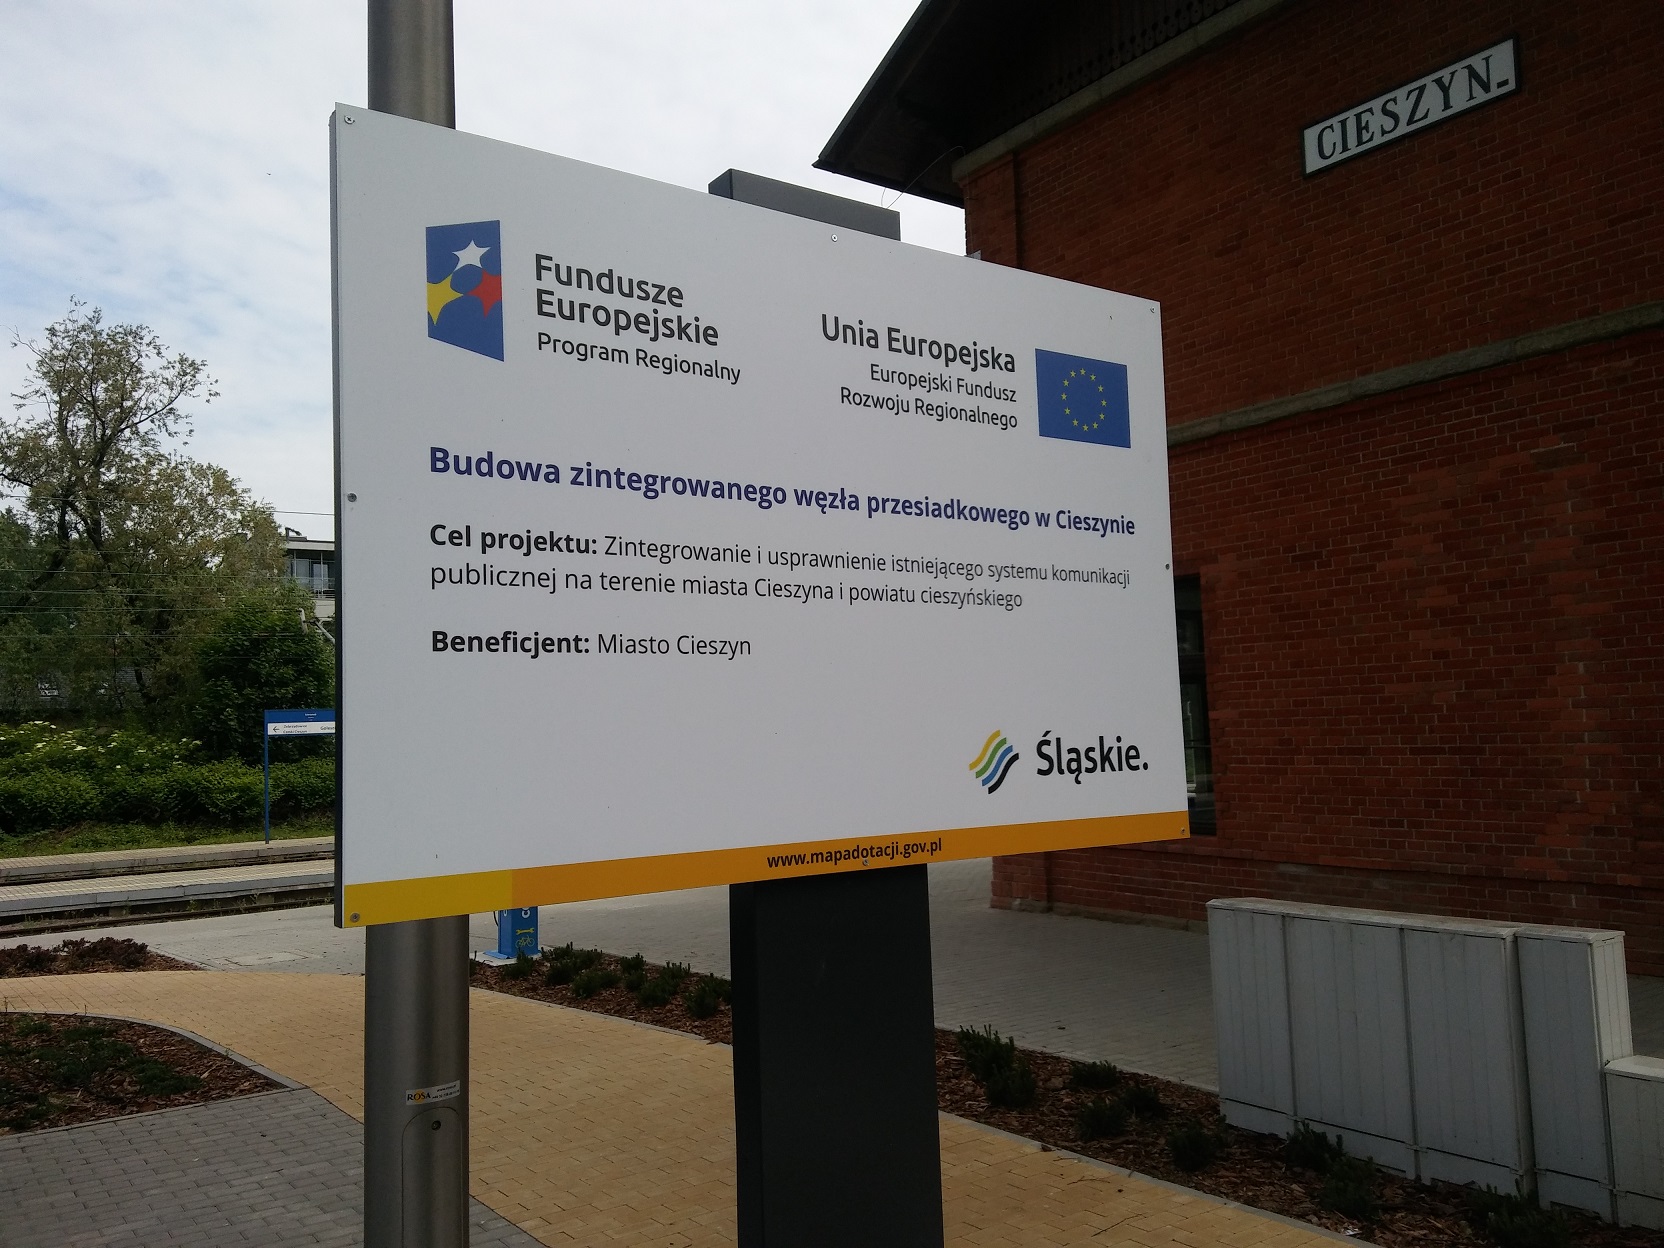 CIESZYN-
Fundusze
Europejskie
Program Regionalny
Unia Europejska
Europejski Fundusz
Rozwoju Regionalnego
Budowa zintegrowanego węzła przesiadkowego w Cieszynie
Cel projektu: Zintegrowanie i usprawnienie istniejącego systemu komunikacji
publicznej na terenie miasta Cieszyna i powiatu cieszyńskiego
Beneficjent: Miasto Cieszyn
Śląskie.
www.mapadotacji.gov.pl
ROSA